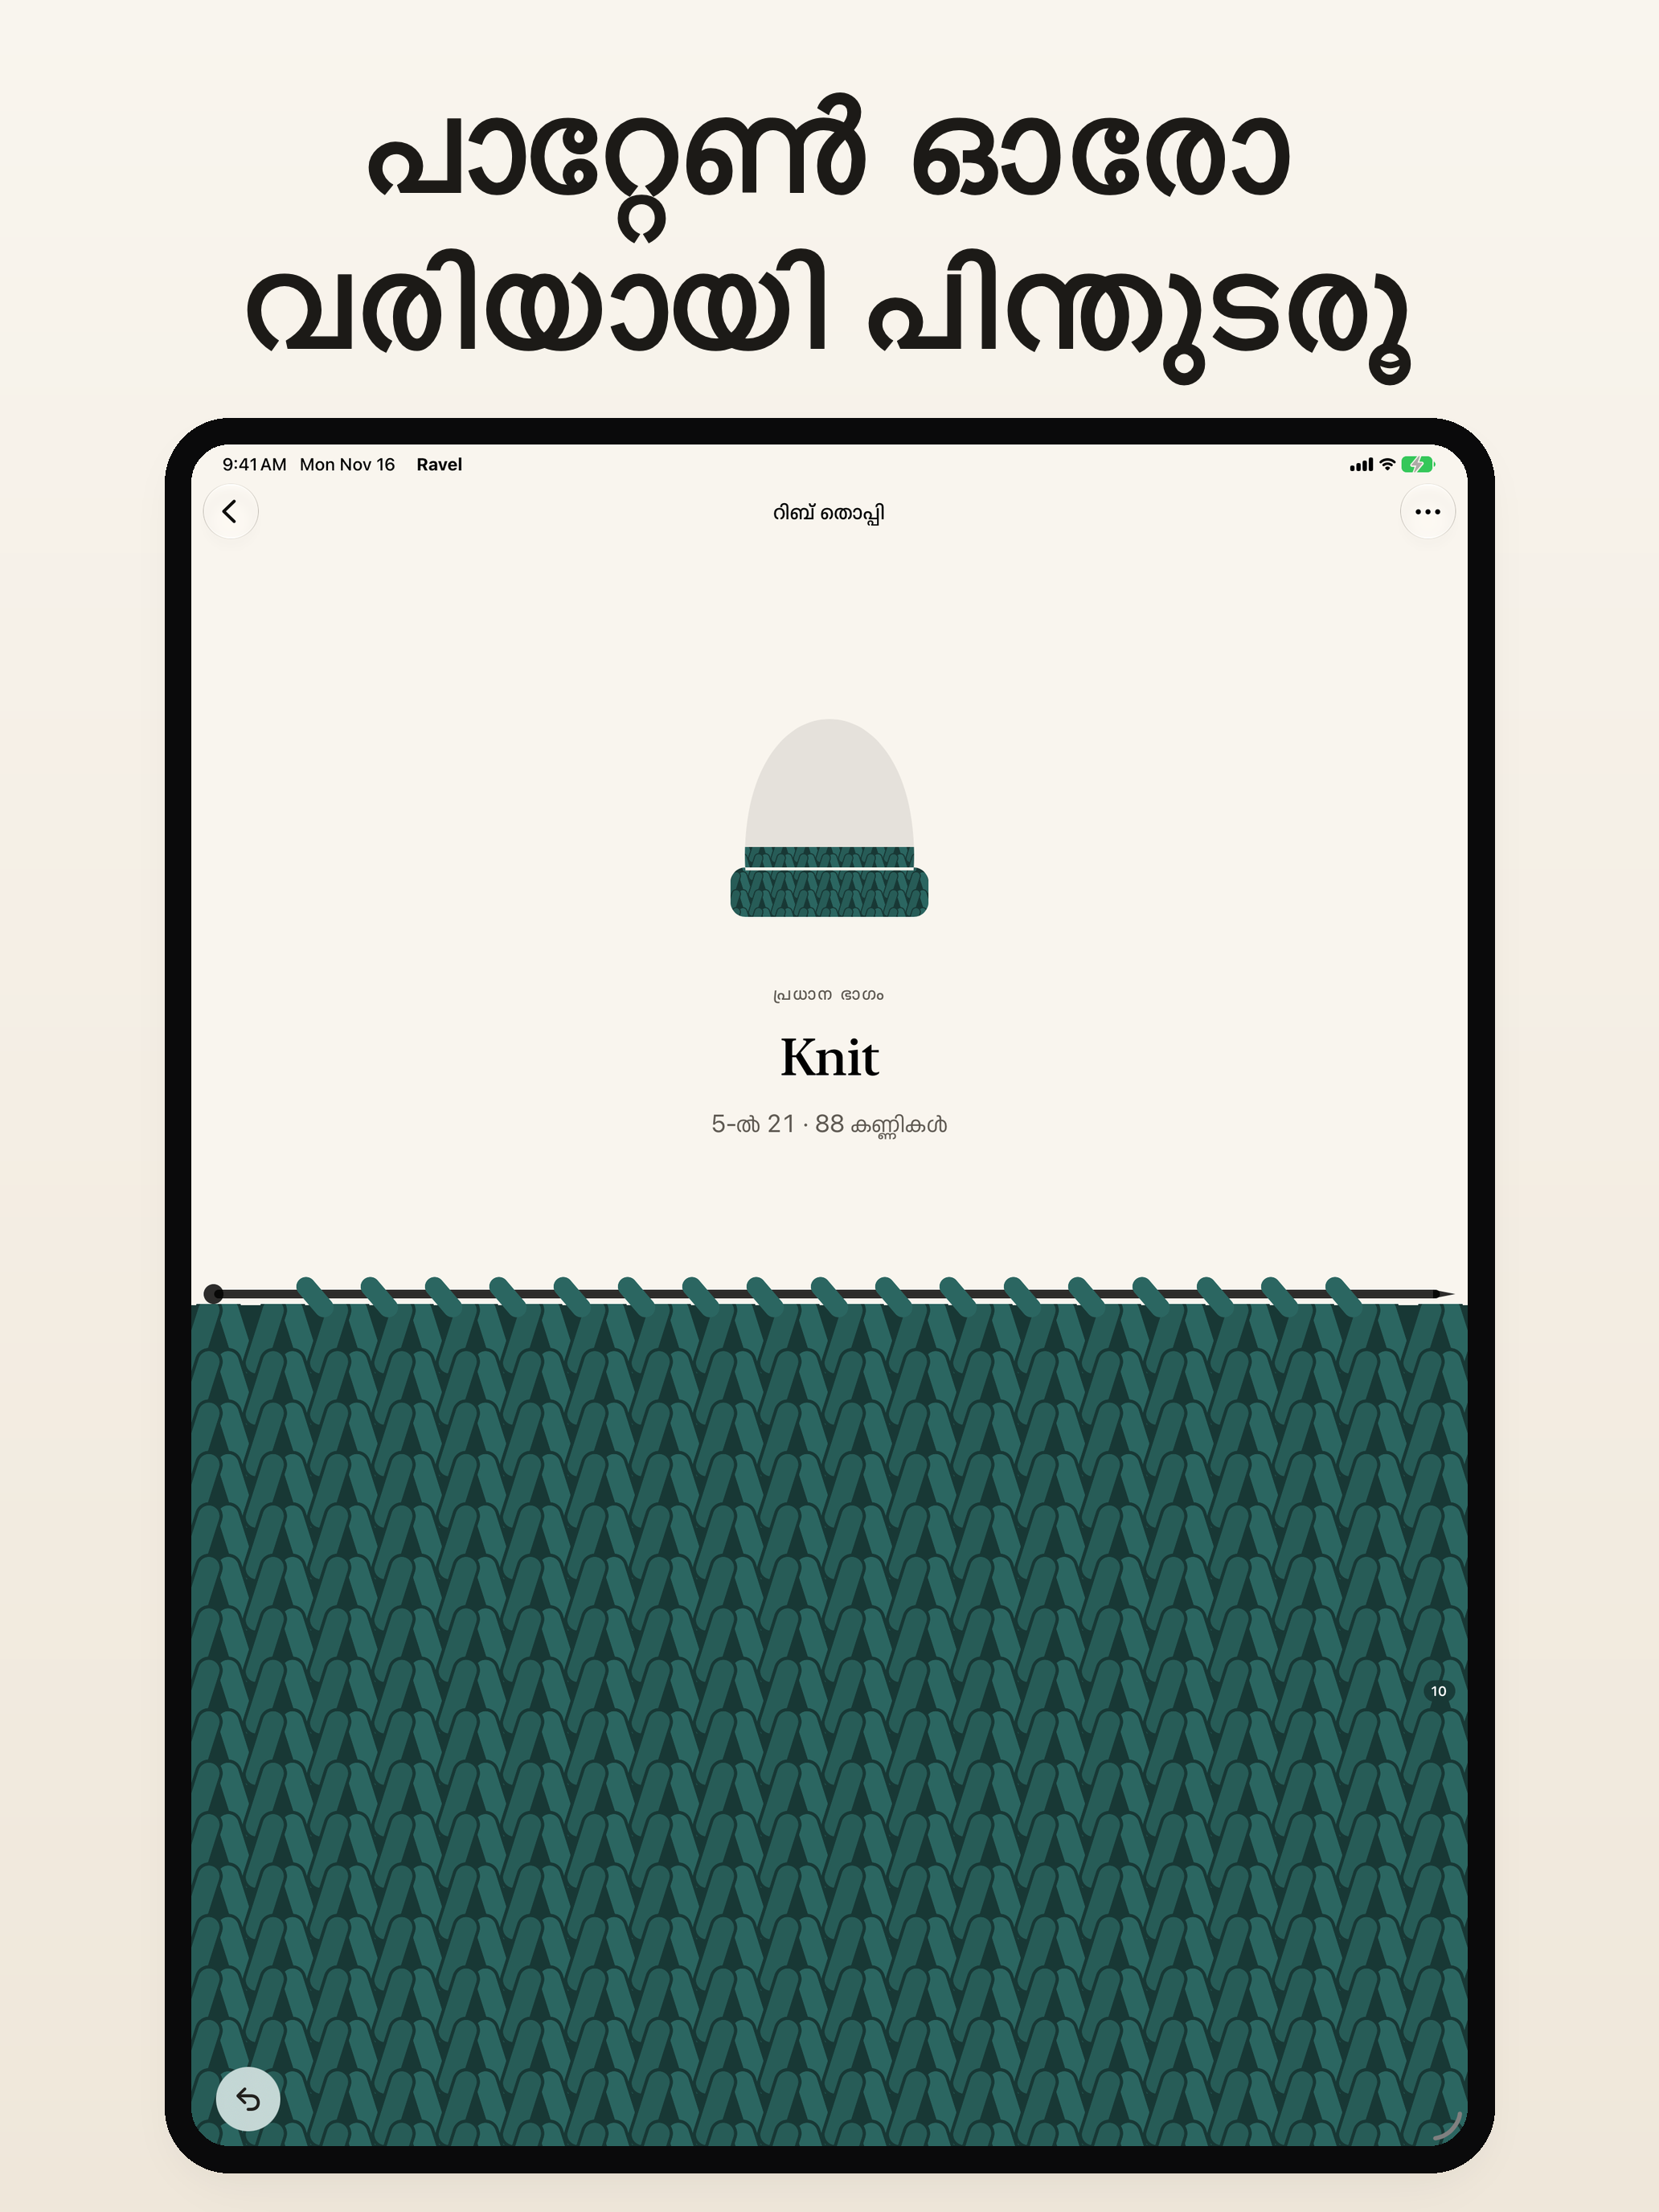 പാറ്റേൺ ഓരോ
വരിയായി പിന്തുടരൂ
9:41 AM Mon Nov 16 Ravel
റിബ് തൊപ്പി
പ്രധാന ഭാഗം
Knit
5-ൽ 21 · 88 കണ്ണികൾ
10